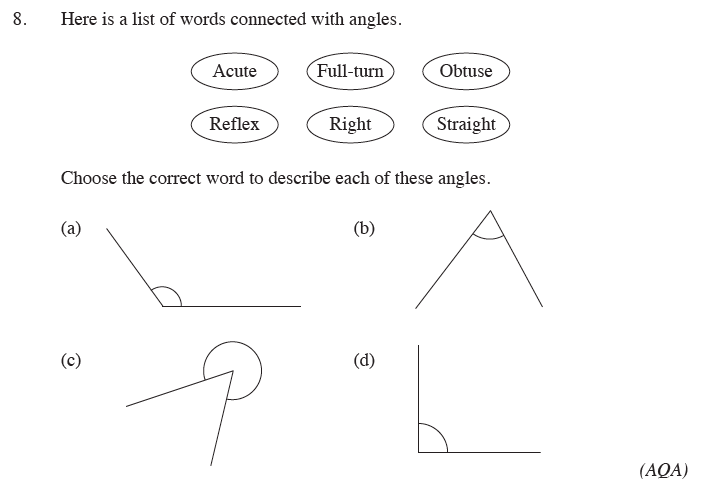 8. Here is a list of words connected with angles.
Acute Full-turn Obtuse
Reflex Right Straight
Choose the correct word to describe each of these angles.
(a) (b)
(c) (d)
(AQA)